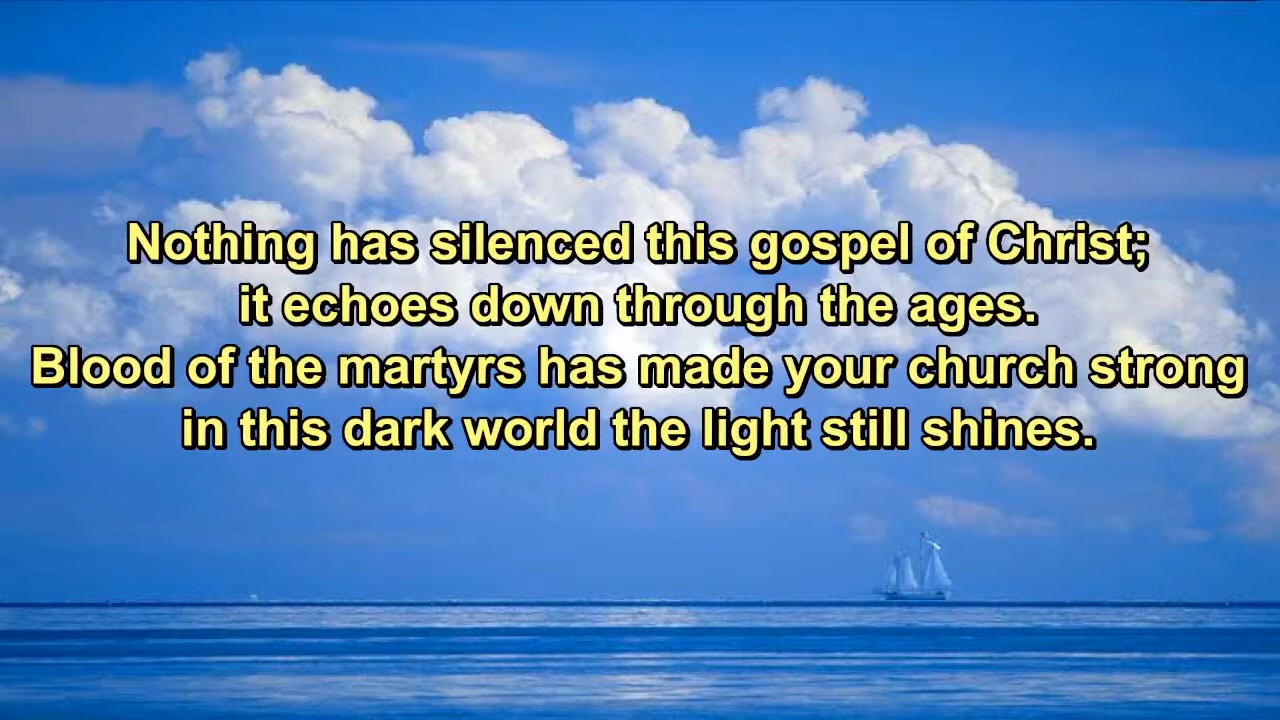 Nothing has silenced this gospel of Christ;
it echoes down through the ages.
Blood of the martyrs has made your church strong
in this dark world the light still shines.